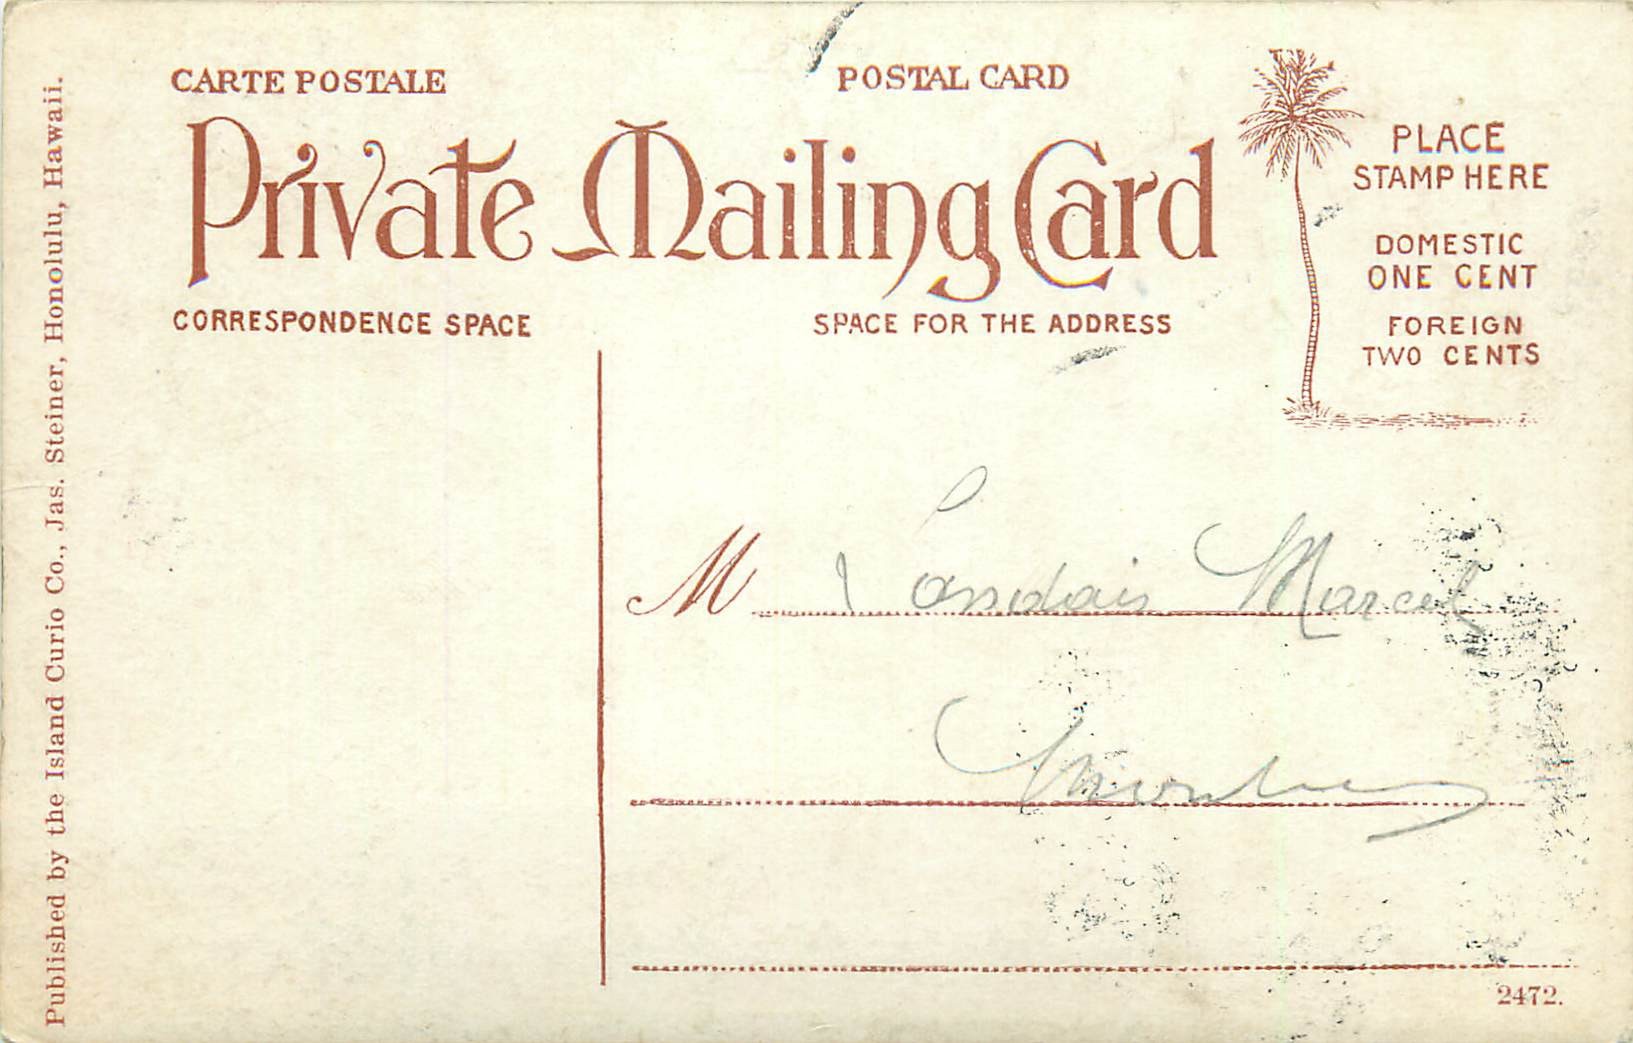 CARTE POSTALE
POSTAL CARD
Private Mailing Card
PLACE
STAMP HERE
DOMESTIC
ONE CENT
FOREIGN
TWO CENTS
CORRESPONDENCE SPACE
SPACE FOR THE ADDRESS
M Landais Marcel
2472.
Published by the Island Curio Co., Jas. Steiner, Honolulu, Hawaii.